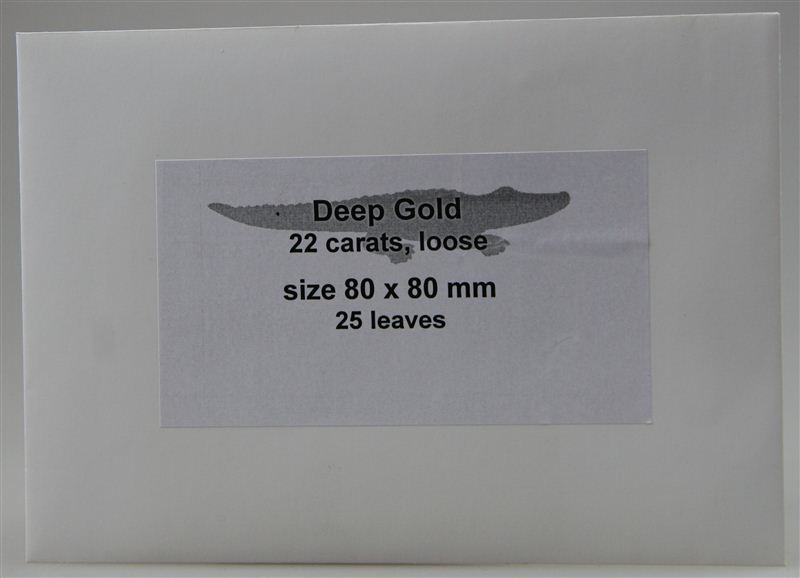 Deep Gold
22 carats, loose
size 80 x 80 mm
25 leaves